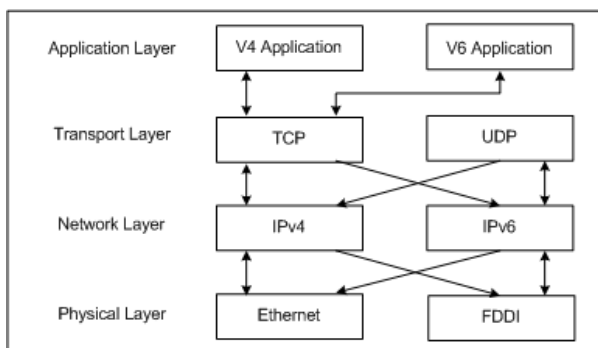 Application Layer V4 Application V6 Application
Transport Layer TCP UDP
Network Layer IPv4 IPv6
Physical Layer Ethernet FDDI